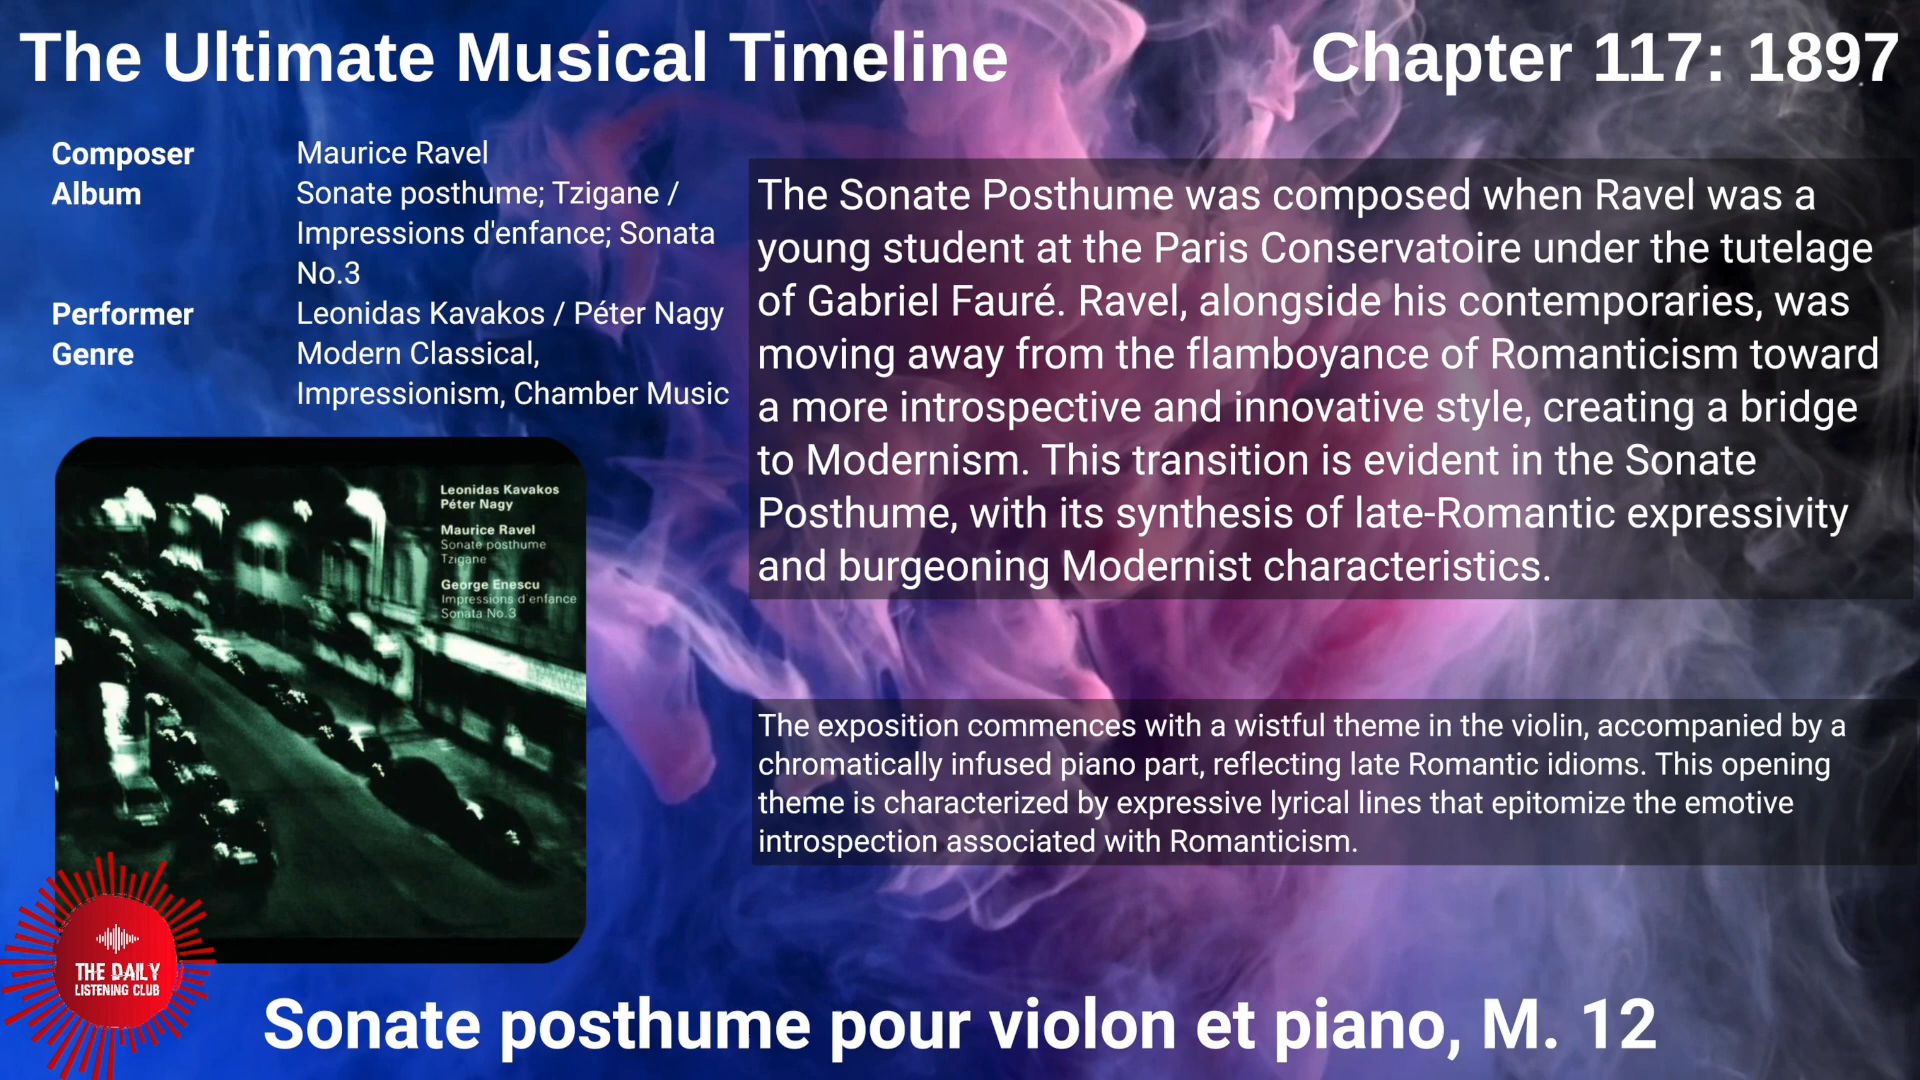 The Ultimate Musical Timeline
Chapter 117: 1897
Composer Maurice Ravel
Album Sonate posthume; Tzigane /
Impressions d'enfance; Sonata
No.3
Performer Leonidas Kavakos / Péter Nagy
Genre Modern Classical,
Impressionism, Chamber Music
The Sonate Posthume was composed when Ravel was a
young student at the Paris Conservatoire under the tutelage
of Gabriel Fauré. Ravel, alongside his contemporaries, was
moving away from the flamboyance of Romanticism toward
a more introspective and innovative style, creating a bridge
to Modernism. This transition is evident in the Sonate
Posthume, with its synthesis of late-Romantic expressivity
and burgeoning Modernist characteristics.
Leonidas Kavakos
Péter Nagy
Maurice Ravel
Sonate posthume
Tzigane
George Enescu
Impressions d'enfance
Sonata No.3
The exposition commences with a wistful theme in the violin, accompanied by a
chromatically infused piano part, reflecting late Romantic idioms. This opening
theme is characterized by expressive lyrical lines that epitomize the emotive
introspection associated with Romanticism.
THE DAILY
LISTENING CLUB
Sonate posthume pour violon et piano, M. 12